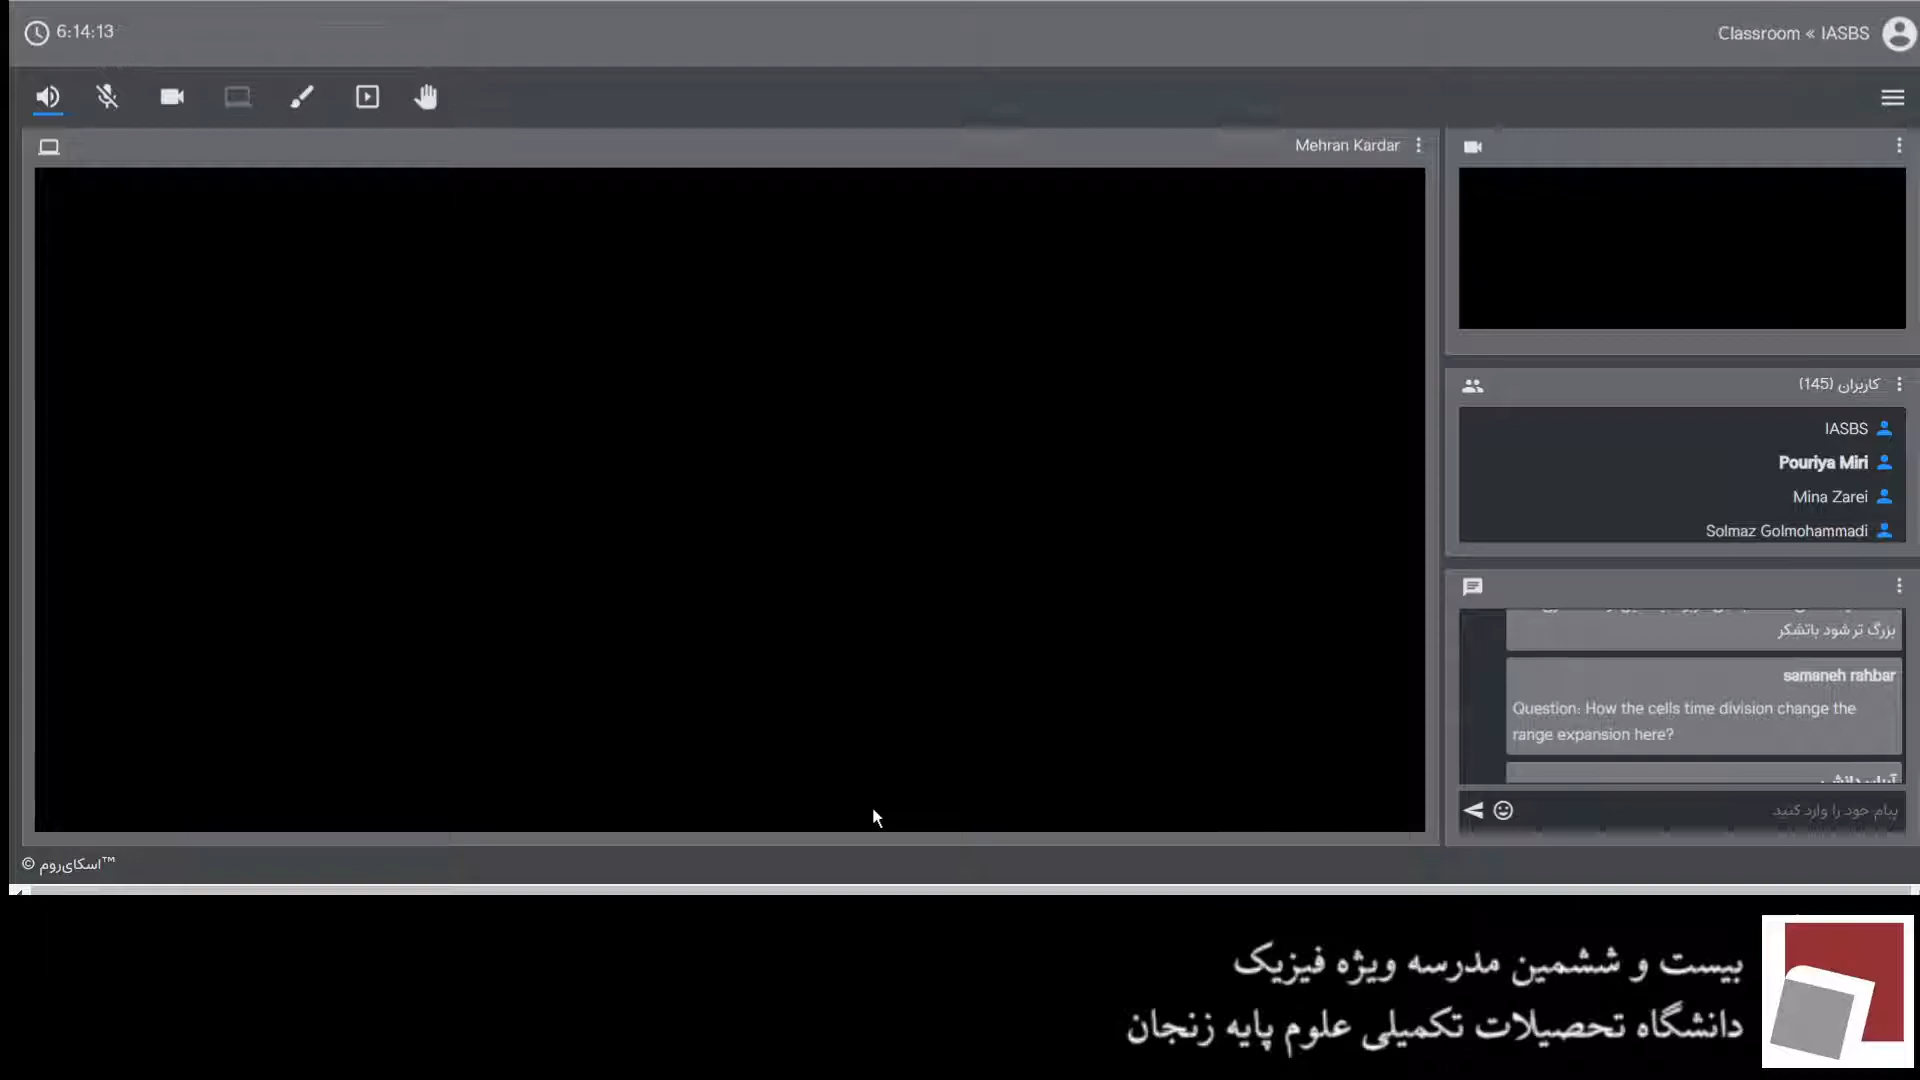 6:14:13
Classroom « IASBS
Mehran Kardar
کاربران (145)
IASBS
Pouriya Miri
Mina Zarei
Solmaz Golmohammadi
بزرگ تر شود باتشکر
samaneh rahbar
Question: How the cells time division change the
range expansion here?
پیام خود را وارد کنید
© اسکای‌روم™
بیست و ششمین مدرسه ویژه فیزیک
دانشگاه تحصیلات تکمیلی علوم پایه زنجان